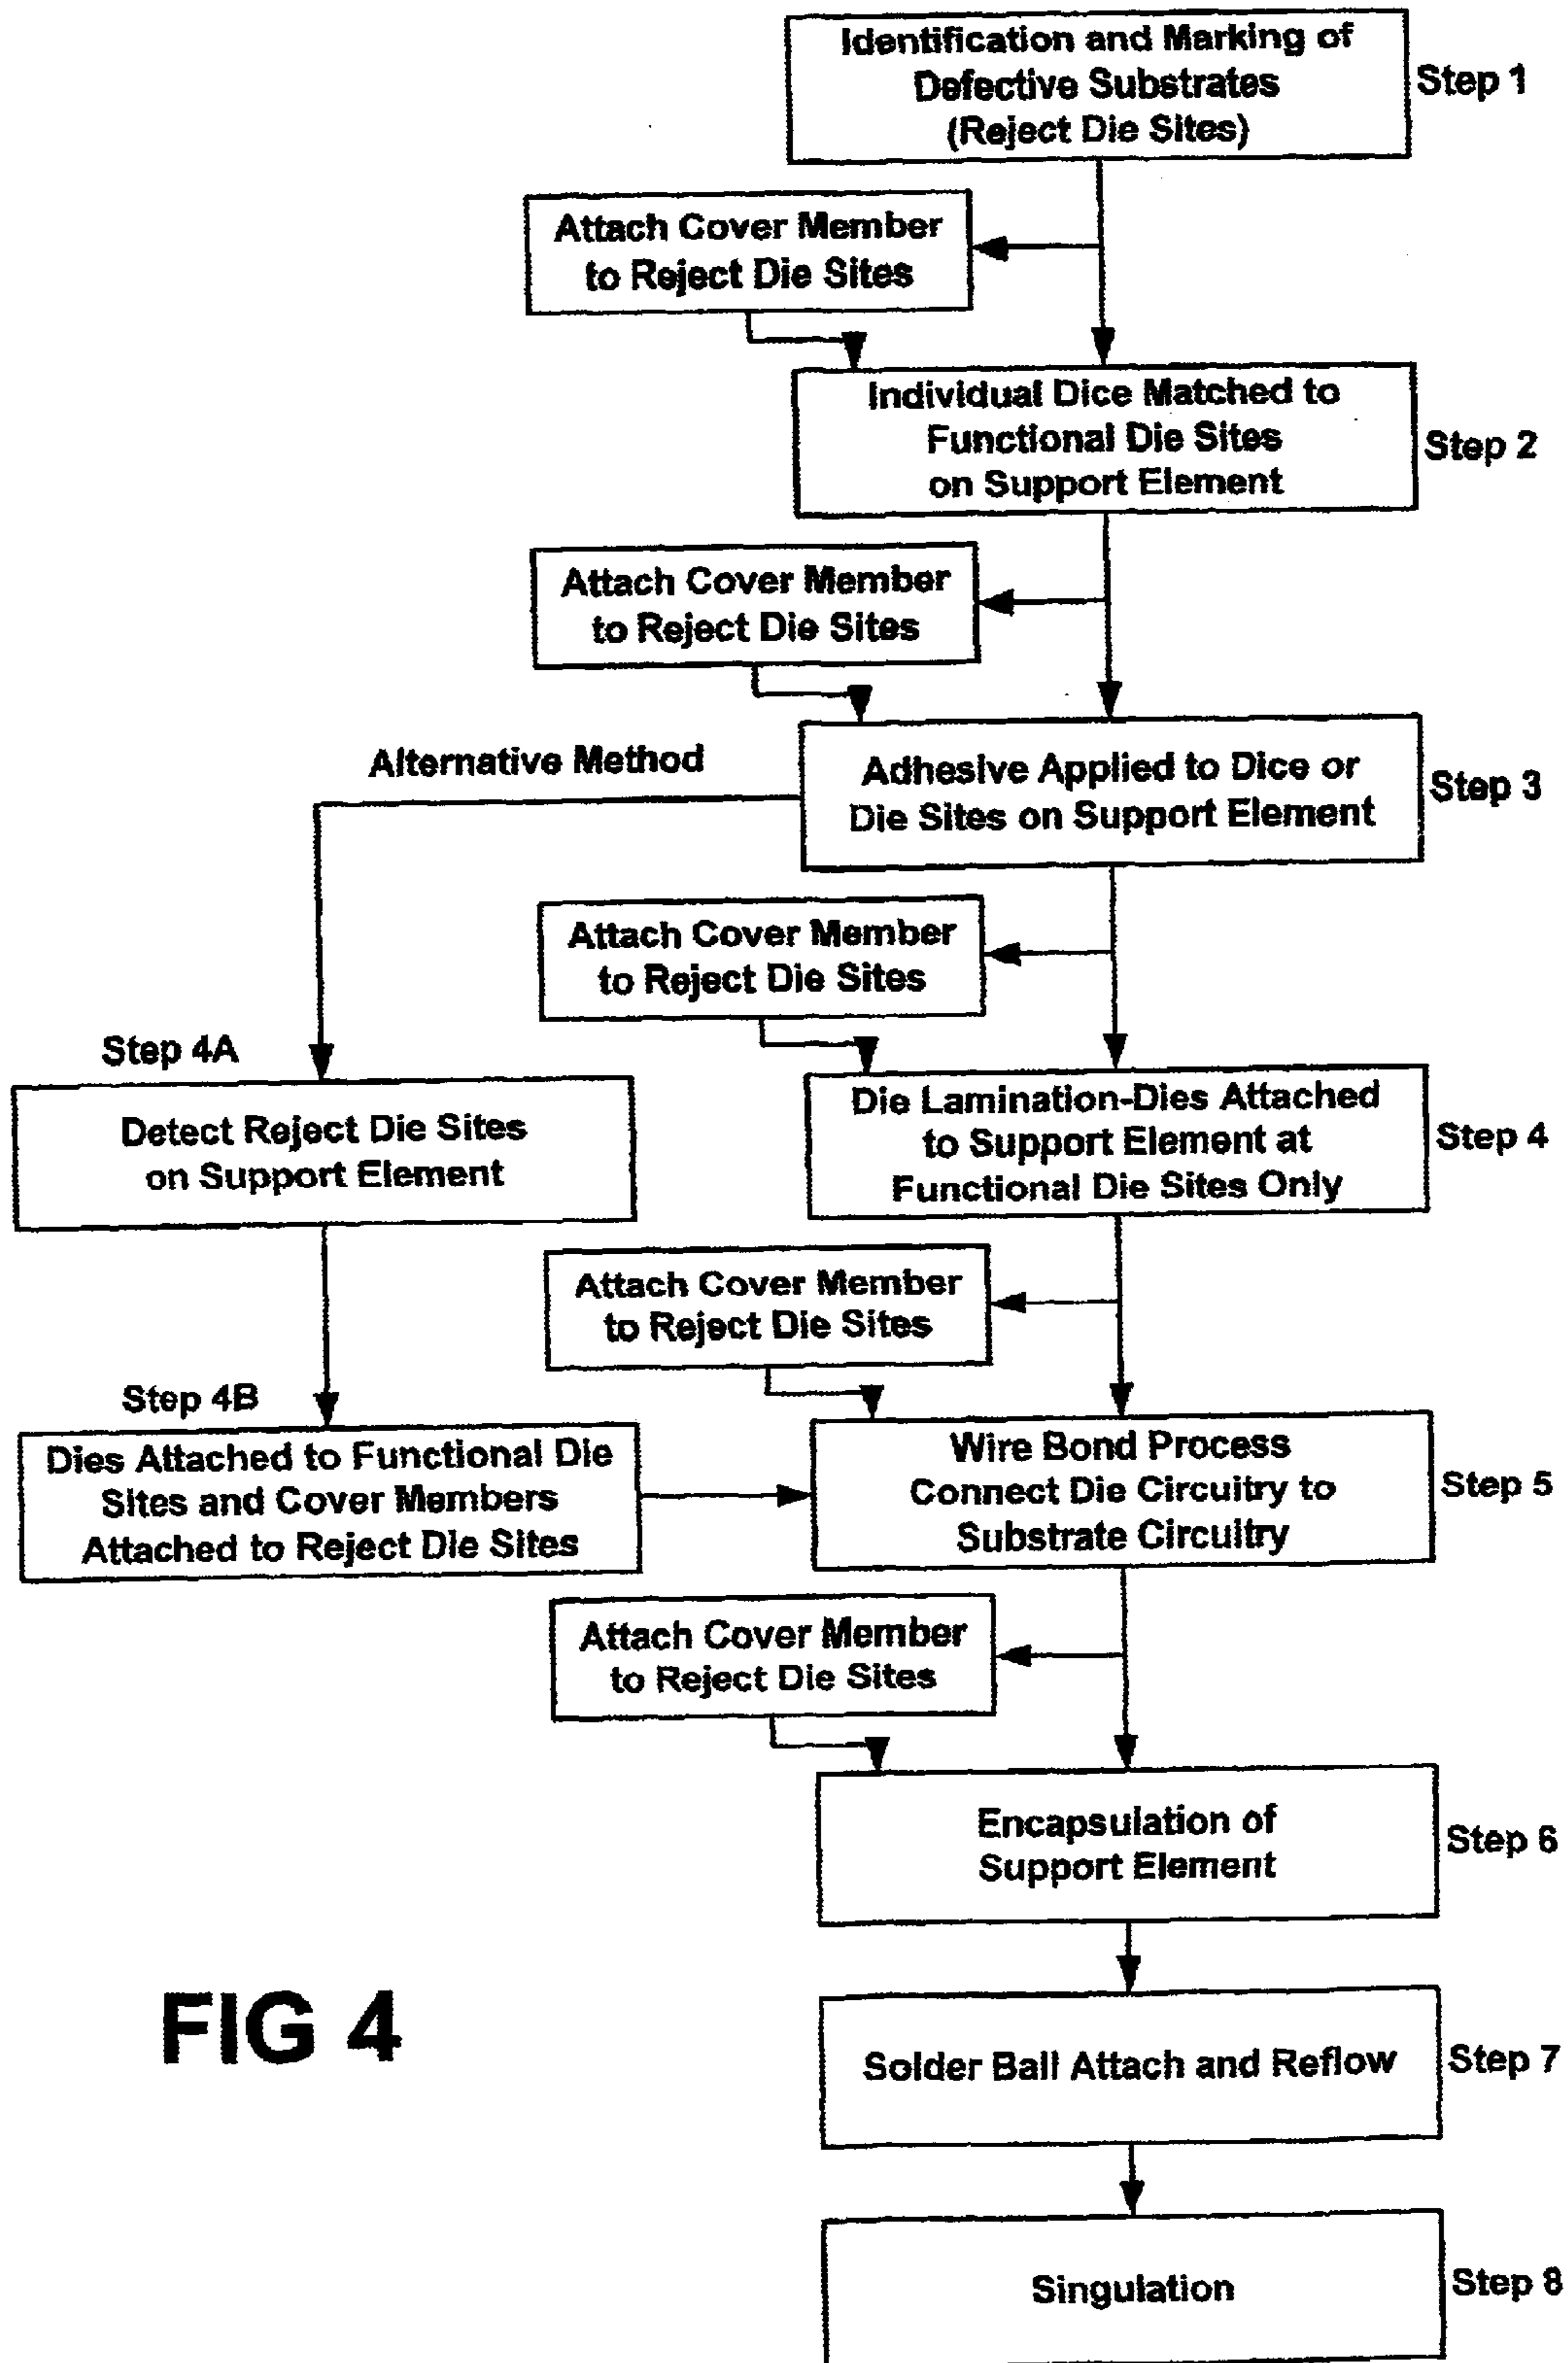 Identification and Marking of
Defective Substrates
(Reject Die Sites)
Step 1
Attach Cover Member
to Reject Die Sites
Individual Dice Matched to
Functional Die Sites
on Support Element
Step 2
Attach Cover Member
to Reject Die Sites
Alternative Method
Adhesive Applied to Dice or
Die Sites on Support Element
Step 3
Attach Cover Member
to Reject Die Sites
Step 4A
Detect Reject Die Sites
on Support Element
Die Lamination-Dies Attached
to Support Element at
Functional Die Sites Only
Step 4
Attach Cover Member
to Reject Die Sites
Step 4B
Dies Attached to Functional Die
Sites and Cover Members
Attached to Reject Die Sites
Wire Bond Process
Connect Die Circuitry to
Substrate Circuitry
Step 5
Attach Cover Member
to Reject Die Sites
Encapsulation of
Support Element
Step 6
FIG 4
Solder Ball Attach and Reflow
Step 7
Singulation
Step 8